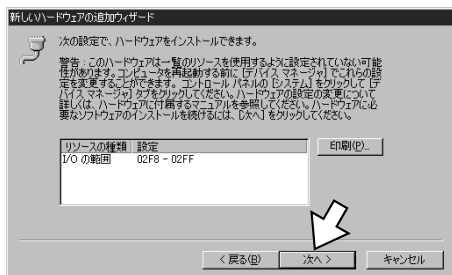 新しいハードウェアの追加ウィザード
次の設定で、ハードウェアをインストールできます。
警告：このハードウェアは一覧のリソースを使用するように設定されていない可能
性があります。コンピュータを再起動する前に [デバイス マネージャ] でこれらの設
定を変更することができます。コントロール パネルの [システム] をクリックして [デ
バイス マネージャ] タブをクリックしてください。ハードウェアの設定の変更について
詳しくは、ハードウェアに付属するマニュアルを参照してください。ハードウェアに必
要なソフトウェアのインストールを続けるには、[次へ] をクリックしてください。
リソースの種類 設定
I/O の範囲 02F8 - 02FF
印刷(P)...
< 戻る(B) 次へ > キャンセル